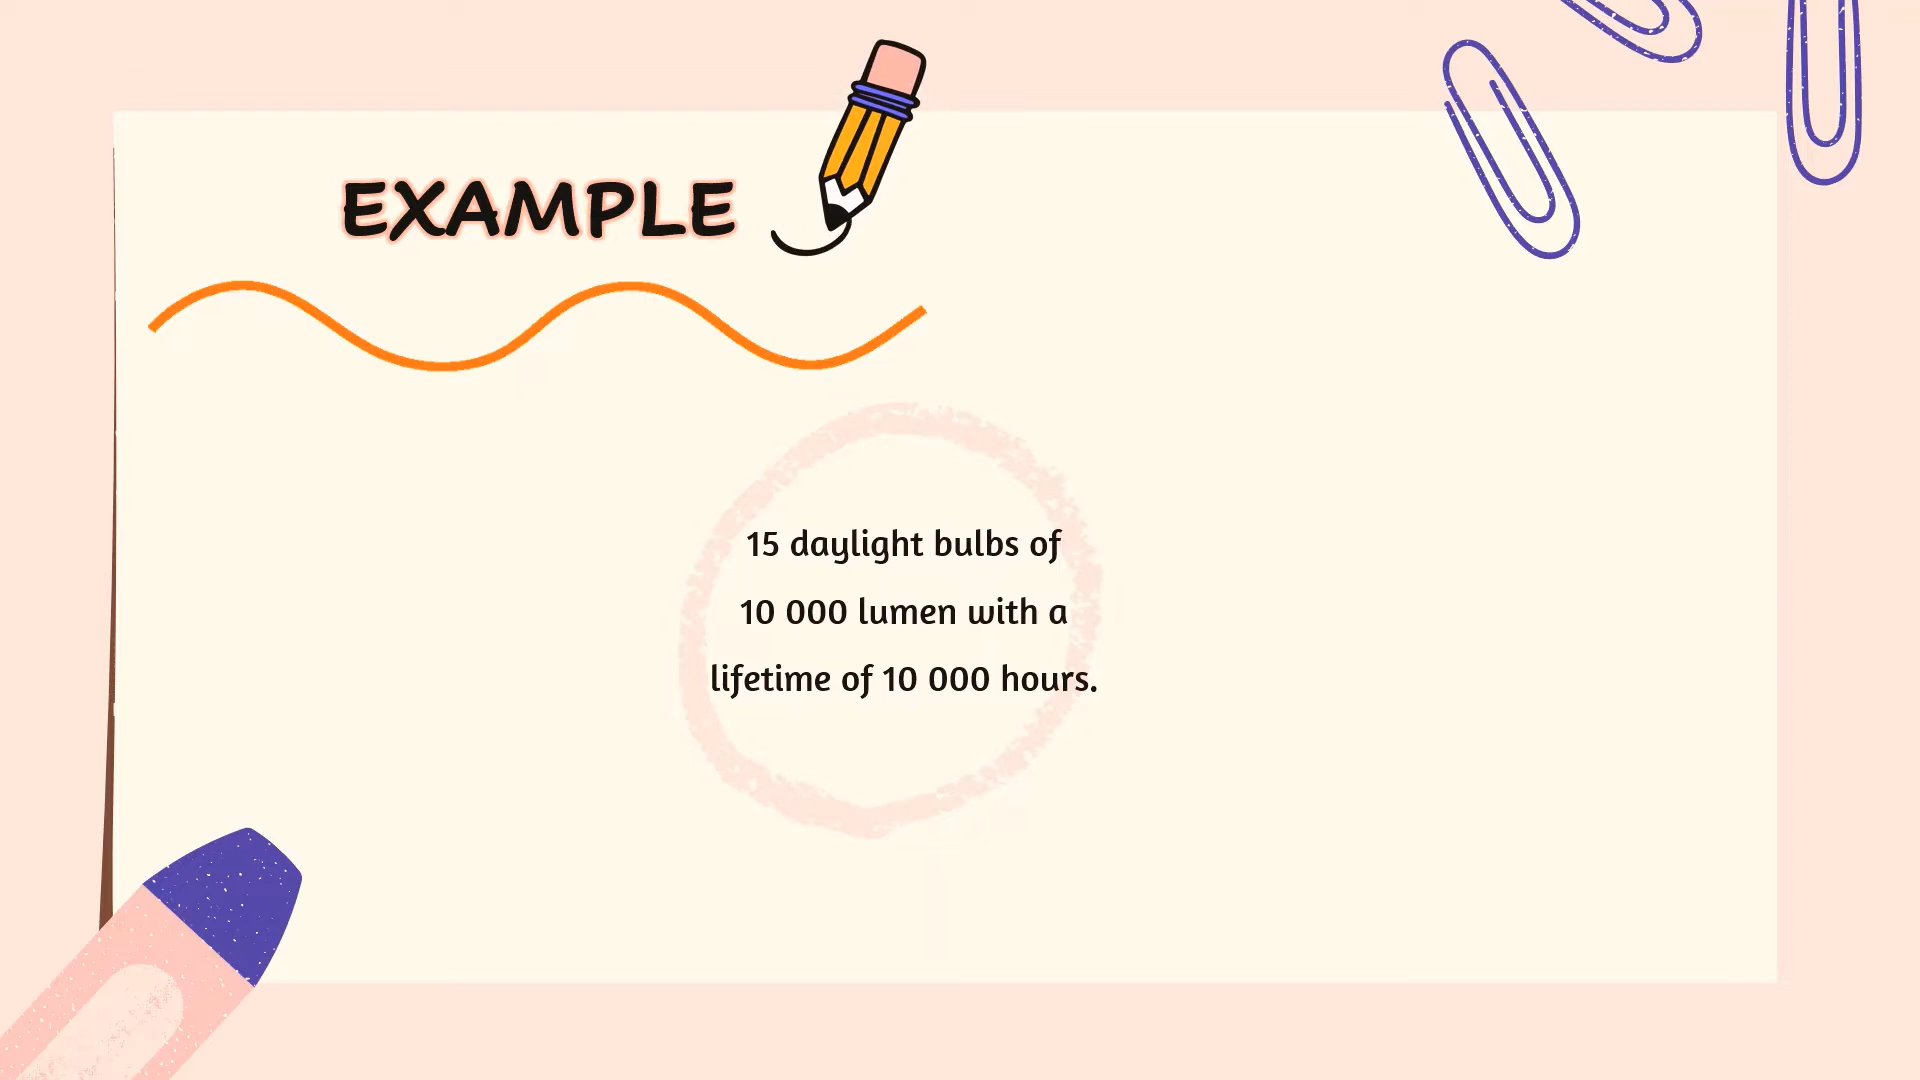 EXAMPLE
15 daylight bulbs of
10 000 lumen with a
lifetime of 10 000 hours.